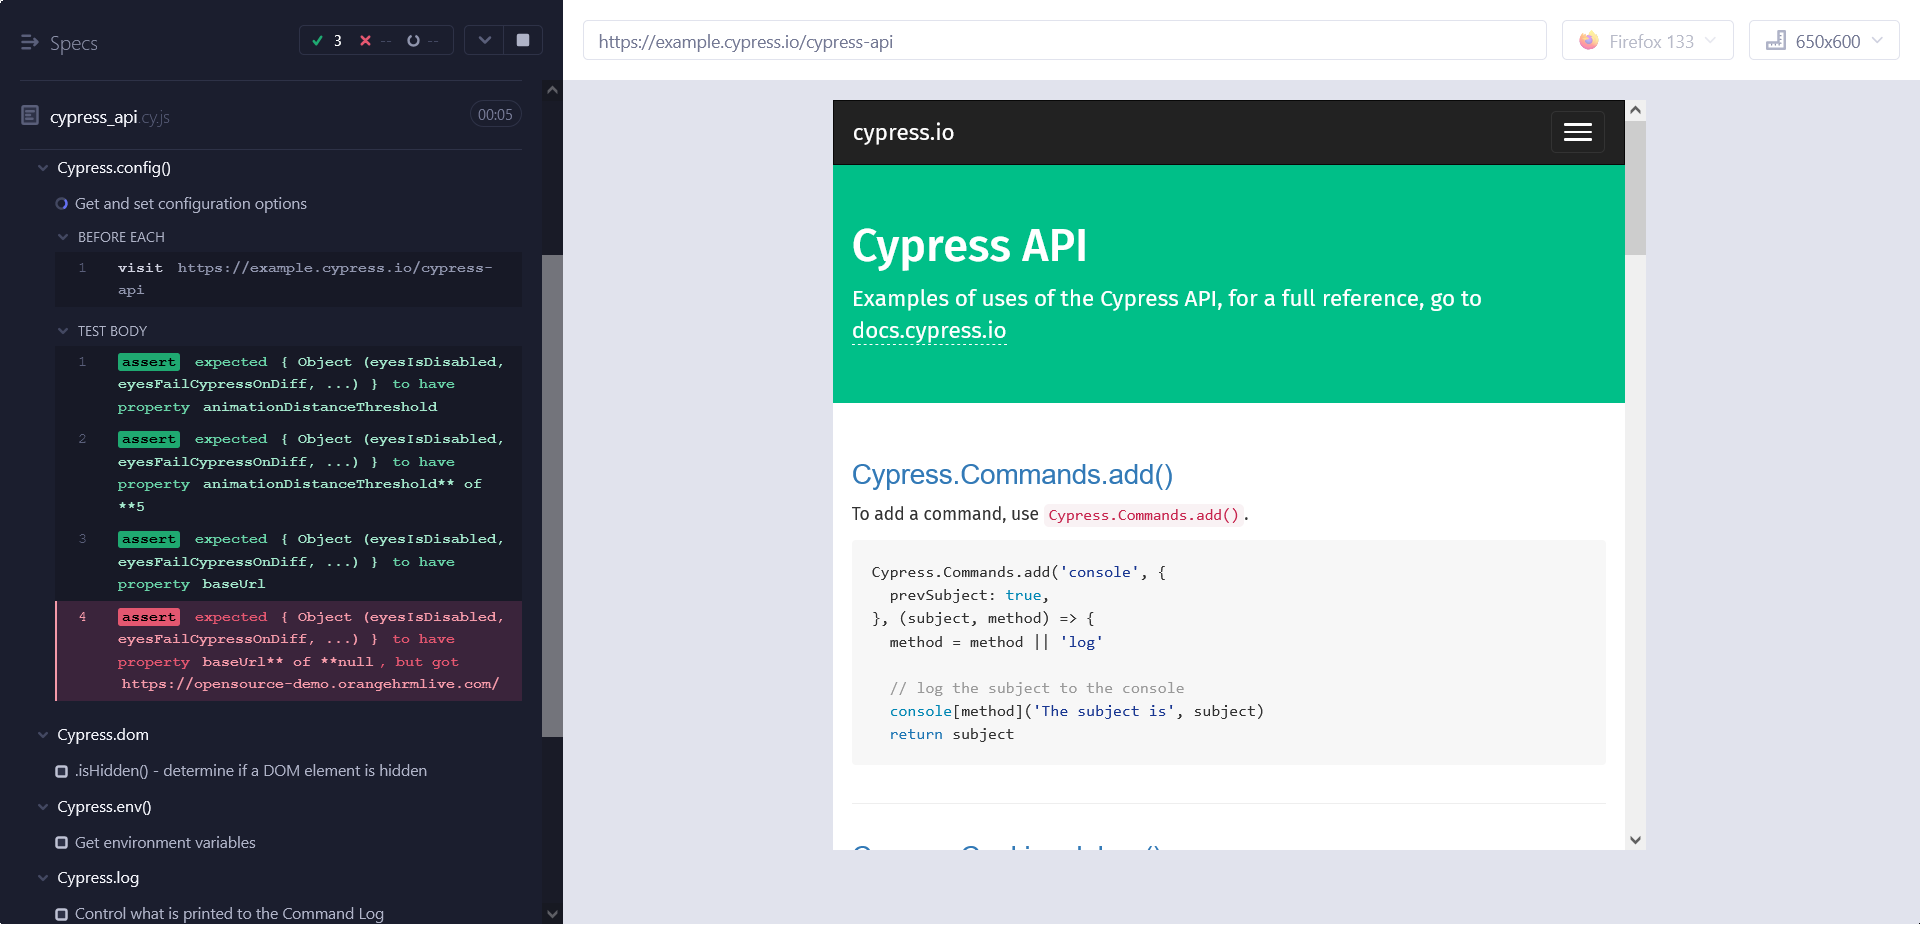 Specs
3 -- --
cypress_api.cy.js
00:05
Cypress.config()
Get and set configuration options
BEFORE EACH
1 visit https://example.cypress.io/cypress-
api
TEST BODY
1 assert expected { Object (eyesIsDisabled,
eyesFailCypressOnDiff, ...) } to have
property animationDistanceThreshold
2 assert expected { Object (eyesIsDisabled,
eyesFailCypressOnDiff, ...) } to have
property animationDistanceThreshold** of
**5
3 assert expected { Object (eyesIsDisabled,
eyesFailCypressOnDiff, ...) } to have
property baseUrl
4 assert expected { Object (eyesIsDisabled,
eyesFailCypressOnDiff, ...) } to have
property baseUrl** of **null, but got
https://opensource-demo.orangehrmlive.com/
Cypress.dom
.isHidden() - determine if a DOM element is hidden
Cypress.env()
Get environment variables
Cypress.log
Control what is printed to the Command Log
https://example.cypress.io/cypress-api
Firefox 133
650x600
cypress.io
Cypress API
Examples of uses of the Cypress API, for a full reference, go to
docs.cypress.io
Cypress.Commands.add()
To add a command, use Cypress.Commands.add().
Cypress.Commands.add('console', {
prevSubject: true,
}, (subject, method) => {
method = method || 'log'
// log the subject to the console
console[method]('The subject is', subject)
return subject